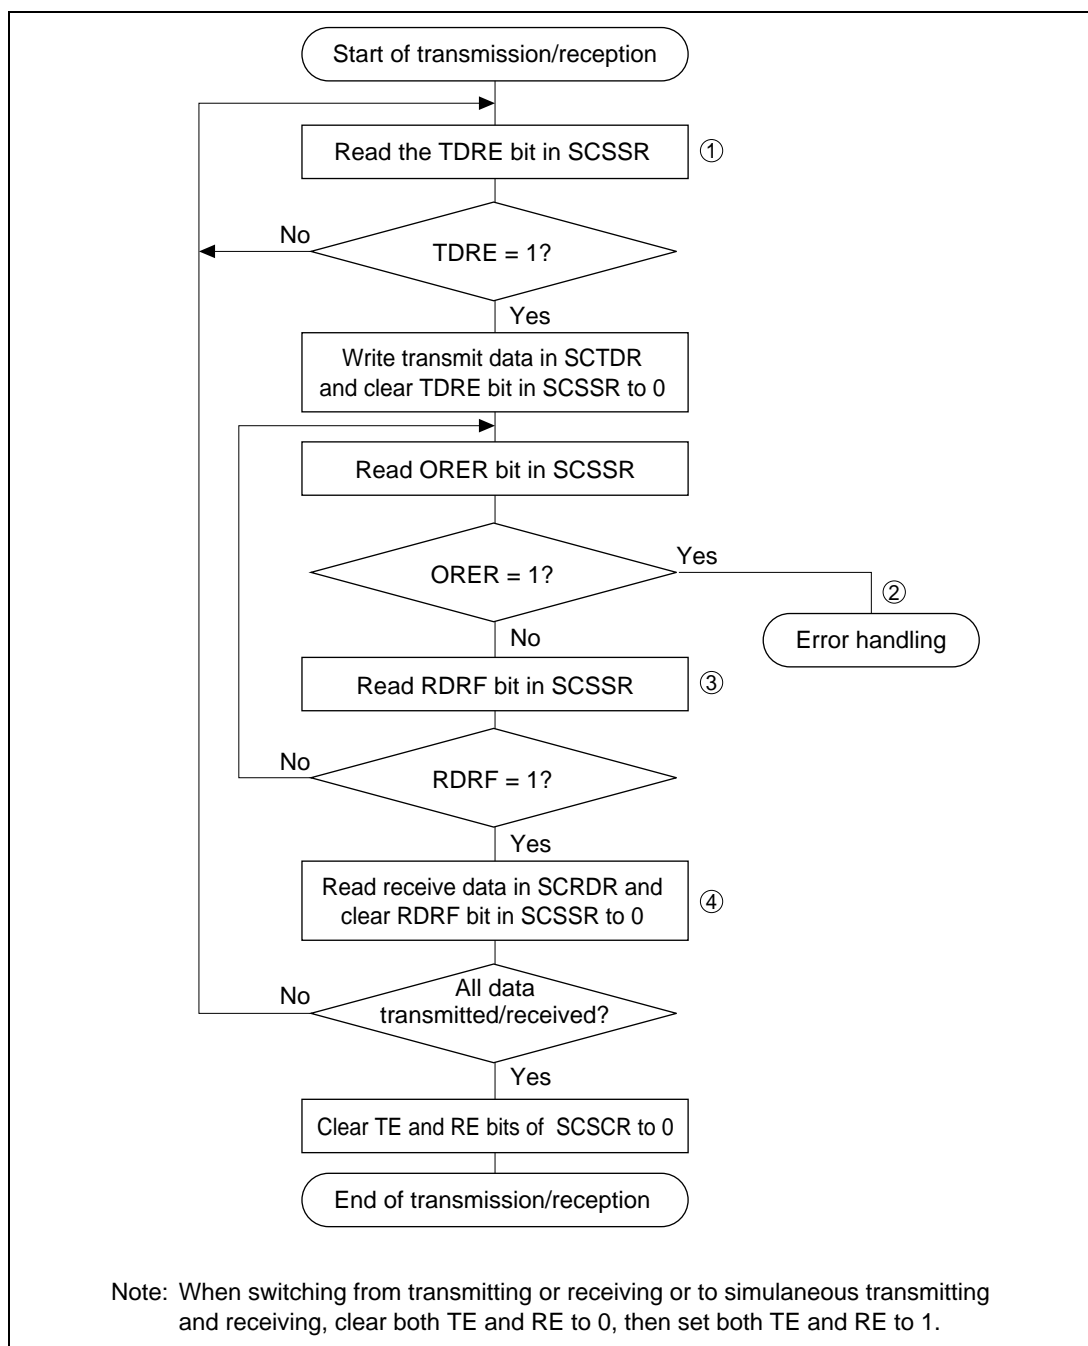 Start of transmission/reception
Read the TDRE bit in SCSSR ①
No
TDRE = 1?
Yes
Write transmit data in SCTDR
and clear TDRE bit in SCSSR to 0
Read ORER bit in SCSSR
Yes
ORER = 1?
②
No
Error handling
Read RDRF bit in SCSSR ③
No
RDRF = 1?
Yes
Read receive data in SCRDR and
clear RDRF bit in SCSSR to 0 ④
No
All data
transmitted/received?
Yes
Clear TE and RE bits of SCSCR to 0
End of transmission/reception
Note: When switching from transmitting or receiving or to simulaneous transmitting
and receiving, clear both TE and RE to 0, then set both TE and RE to 1.